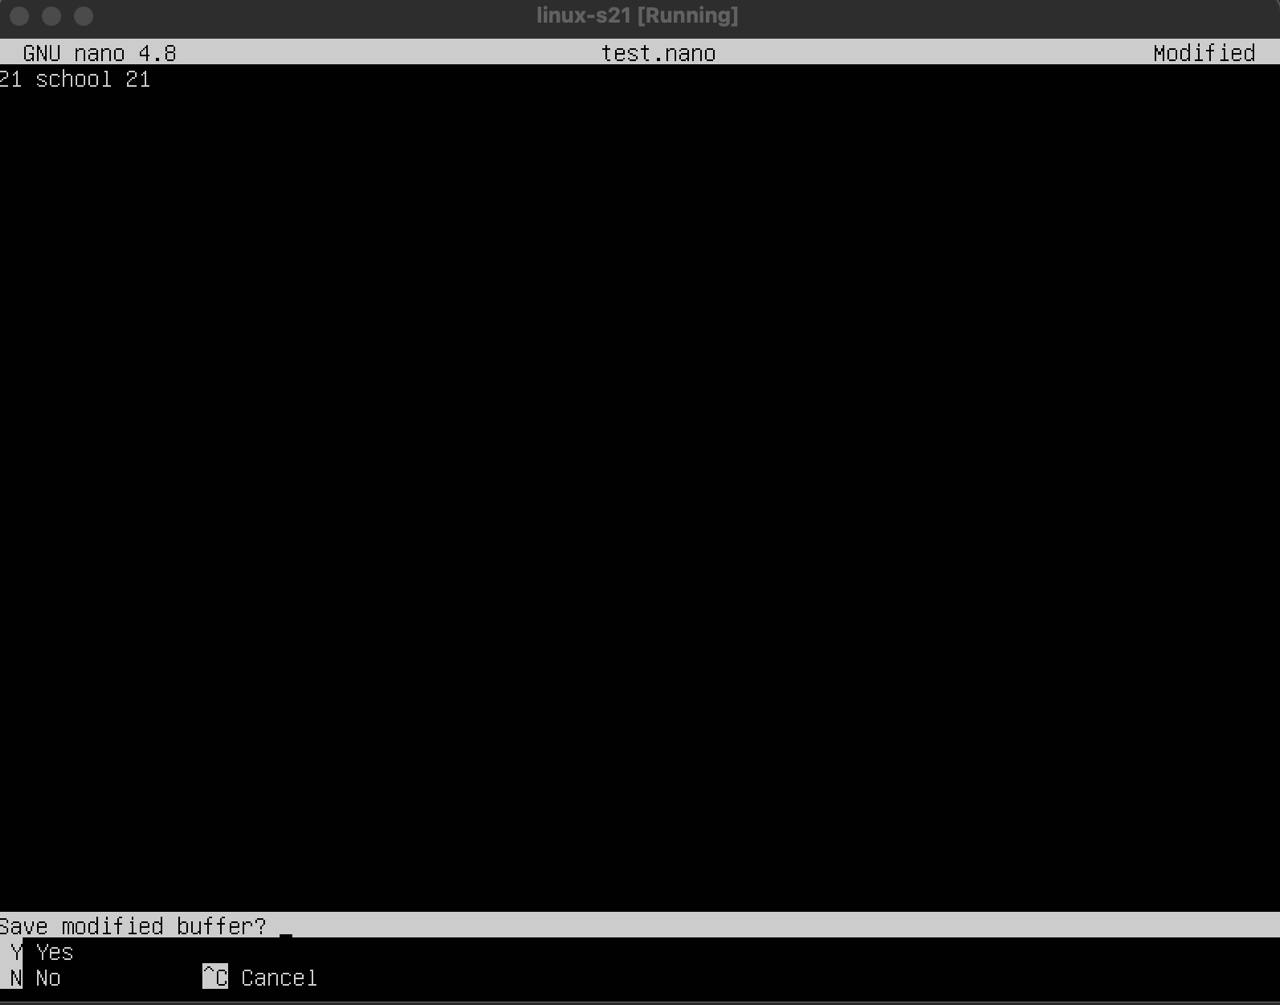 linux-s21 [Running]
GNU nano 4.8 test.nano Modified
21 school 21
Save modified buffer?
Y Yes
N No ^C Cancel